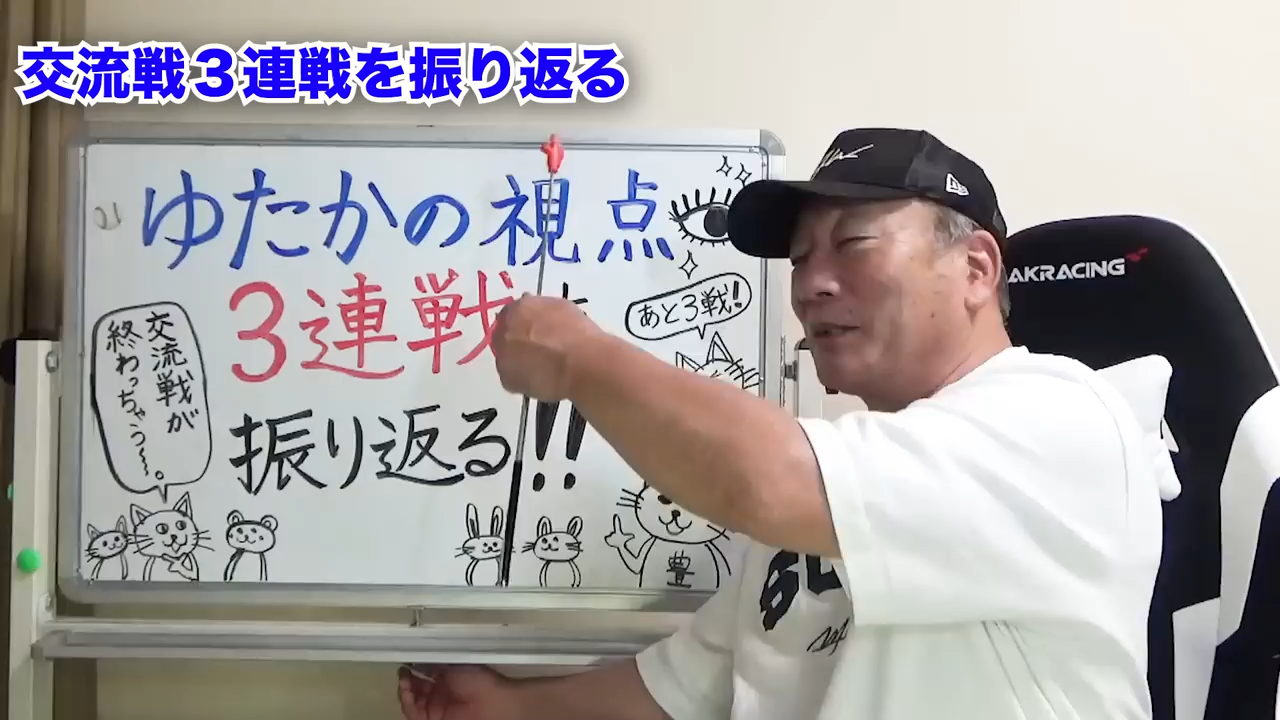 交流戦３連戦を振り返る
ゆたかの視点
3連戦
振り返る!!
あと3戦!
交流戦が
終わっちゃう〜。
豊
AKRACING